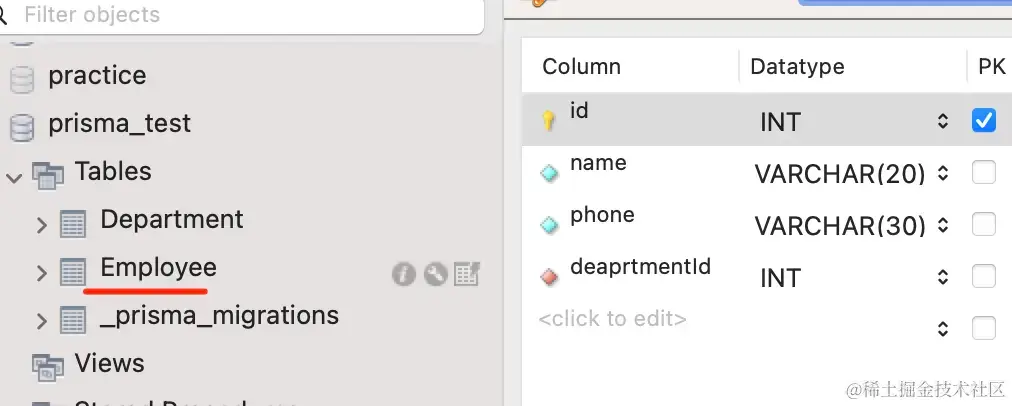 Filter objects
practice
prisma_test
Tables
Department
Employee
_prisma_migrations
Views
Column Datatype PK
id INT
name VARCHAR(20)
phone VARCHAR(30)
deaprtmentId INT
<click to edit>
@稀土掘金技术社区